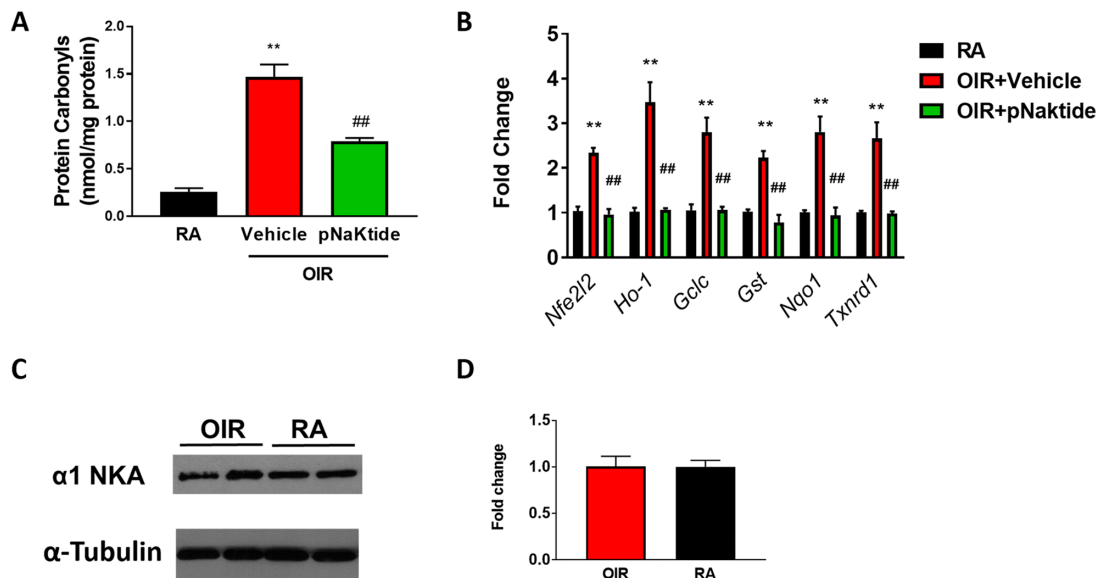 A
Protein Carbonyls
(nmol/mg protein)
2.0
1.5
1.0
0.5
0.0
**
##
RA
Vehicle
pNaKtide
OIR
B
Fold Change
5
4
3
2
1
0
**
##
**
##
**
##
**
##
**
##
**
##
Nfe2l2
Ho-1
Gclc
Gst
Nqo1
Txnrd1
RA
OIR+Vehicle
OIR+pNaktide
C
OIR RA
α1 NKA
α-Tubulin
D
Fold change
1.5
1.0
0.5
0.0
OIR
RA